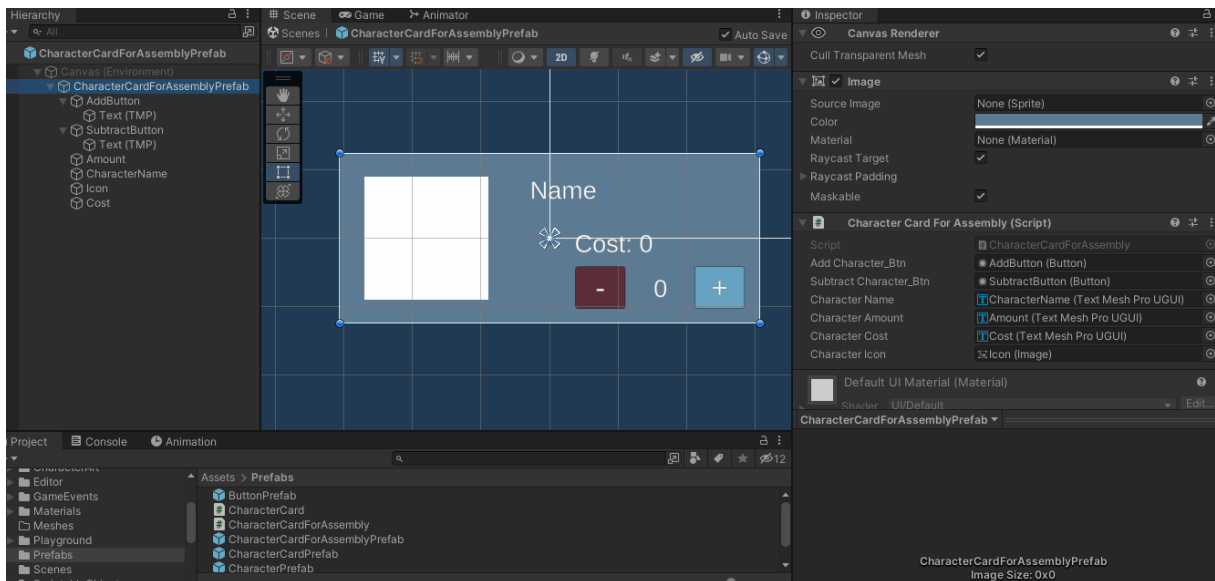 Hierarchy
All
CharacterCardForAssemblyPrefab
Canvas (Environment)
CharacterCardForAssemblyPrefab
AddButton
Text (TMP)
SubtractButton
Text (TMP)
Amount
CharacterName
Icon
Cost
Scene
Game
Animator
Scenes
CharacterCardForAssemblyPrefab
Auto Save
2D
Name
Cost: 0
-
0
+
Inspector
Canvas Renderer
Cull Transparent Mesh
Image
Source Image
None (Sprite)
Color
Material
None (Material)
Raycast Target
Raycast Padding
Maskable
Character Card For Assembly (Script)
Script
CharacterCardForAssembly
Add Character_Btn
AddButton (Button)
Subtract Character_Btn
SubtractButton (Button)
Character Name
CharacterName (Text Mesh Pro UGUI)
Character Amount
Amount (Text Mesh Pro UGUI)
Character Cost
Cost (Text Mesh Pro UGUI)
Character Icon
Icon (Image)
Default UI Material (Material)
Shader
UI/Default
Edit...
CharacterCardForAssemblyPrefab
CharacterCardForAssemblyPrefab
Image Size: 0x0
Project
Console
Animation
12
Editor
GameEvents
Materials
Meshes
Playground
Prefabs
Scenes
Assets > Prefabs
ButtonPrefab
CharacterCard
CharacterCardForAssembly
CharacterCardForAssemblyPrefab
CharacterCardPrefab
CharacterPrefab